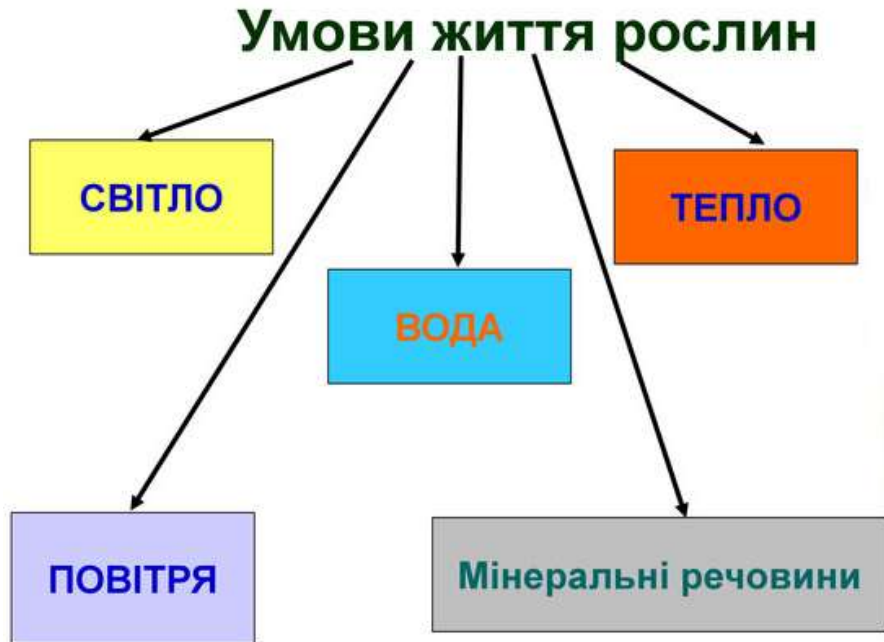 Умови життя рослин
СВІТЛО
ТЕПЛО
ВОДА
ПОВІТРЯ
Мінеральні речовини